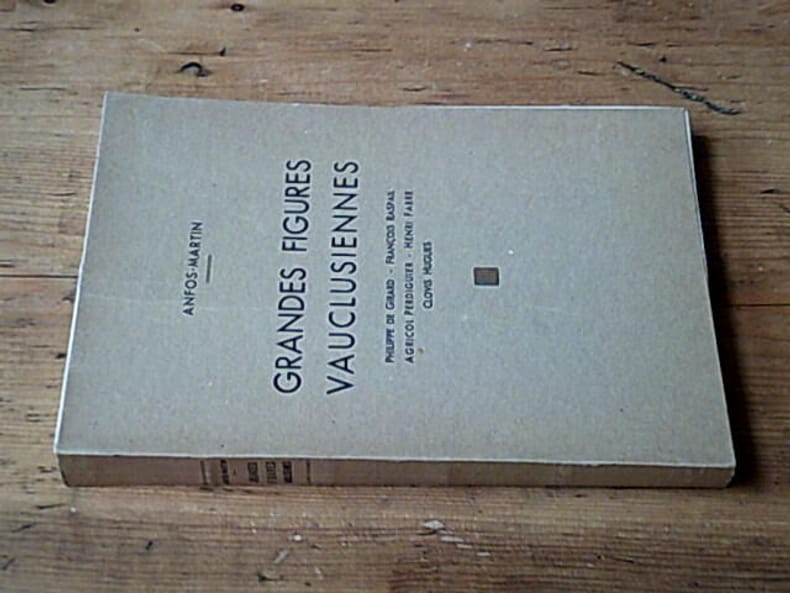 ANFOS-MARTIN
GRANDES FIGURES
VAUCLUSIENNES
PHILIPPE DE GIRARD - FRANÇOIS RASPAIL
AGRICOL PERDIGUIER - HENRI FABRE
CLOVIS HUGUES